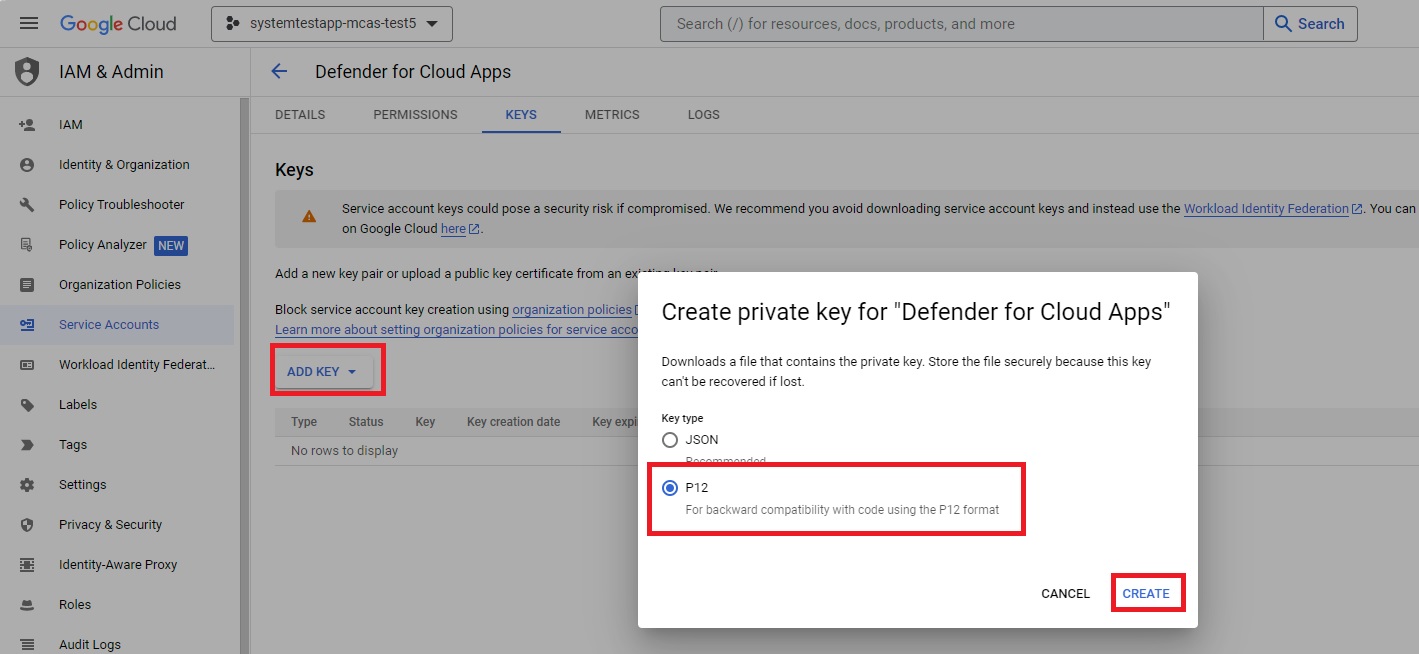 Google Cloud
systemtestapp-mcas-test5
Search (/) for resources, docs, products, and more
Search
IAM & Admin
Defender for Cloud Apps
DETAILS PERMISSIONS KEYS METRICS LOGS
IAM
Identity & Organization
Policy Troubleshooter
Policy Analyzer NEW
Organization Policies
Service Accounts
Workload Identity Federat...
Labels
Tags
Settings
Privacy & Security
Identity-Aware Proxy
Roles
Audit Logs
Keys
Service account keys could pose a security risk if compromised. We recommend you avoid downloading service account keys and instead use the Workload Identity Federation. You can
on Google Cloud here.
Add a new key pair or upload a public key certificate from an existing key pair.
Block service account key creation using organization policies
Learn more about setting organization policies for service acco
ADD KEY
Type Status Key Key creation date Key expi
No rows to display
Create private key for "Defender for Cloud Apps"
Downloads a file that contains the private key. Store the file securely because this key
can't be recovered if lost.
Key type
JSON
Recommended
P12
For backward compatibility with code using the P12 format
CANCEL CREATE